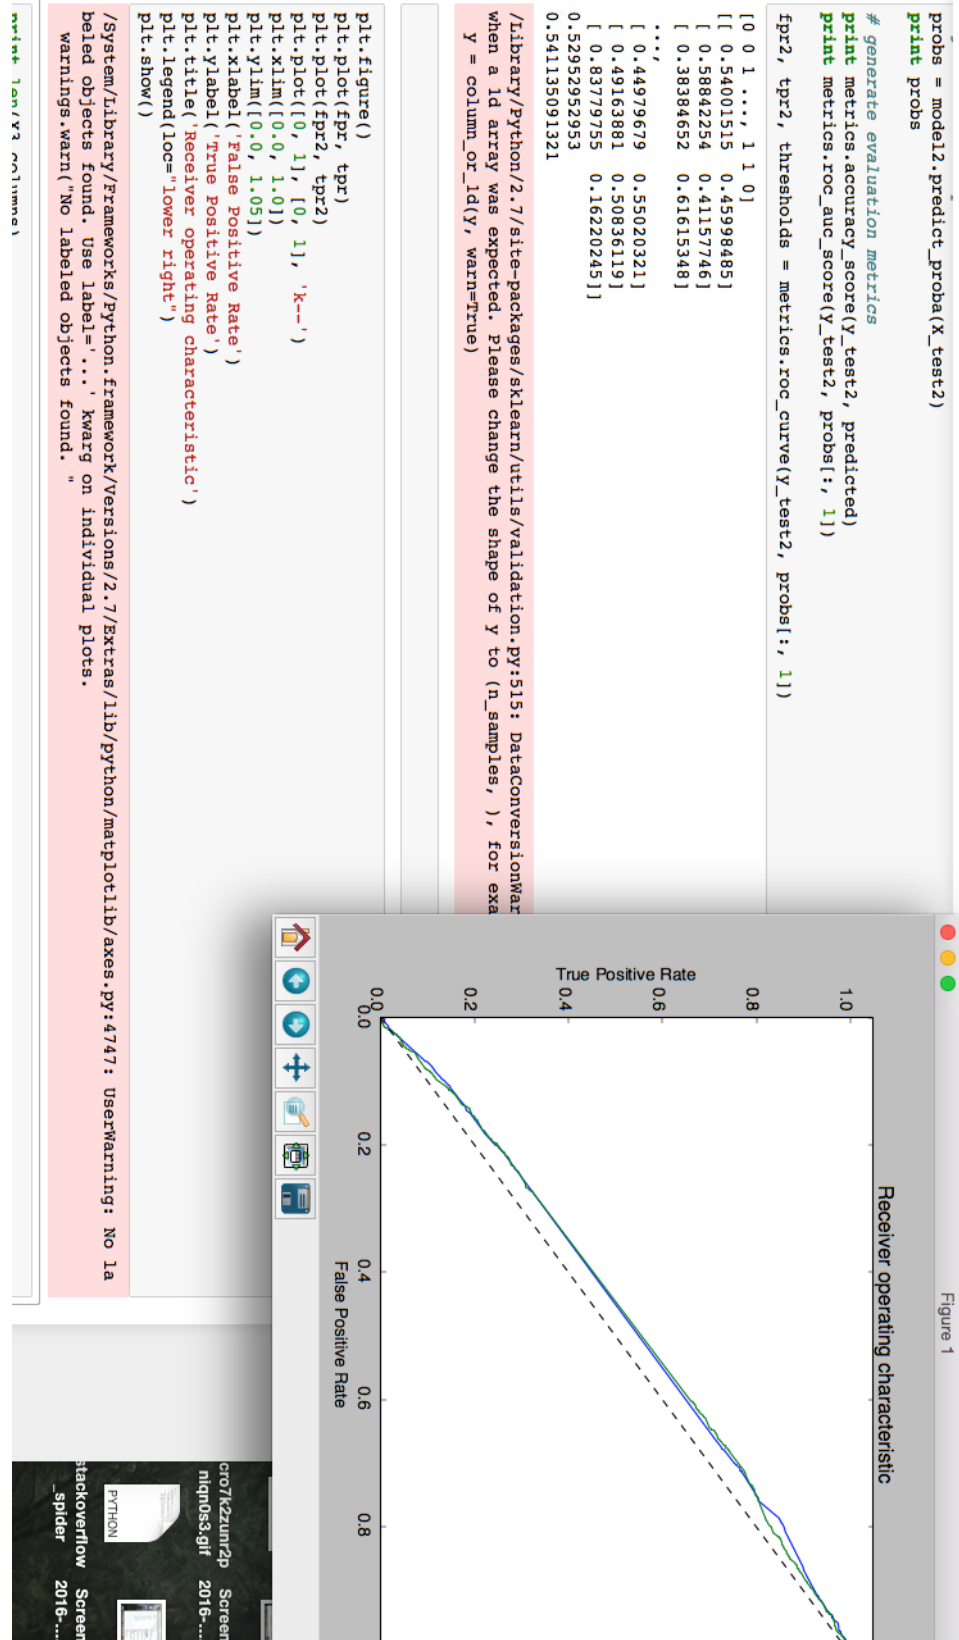 probs = model2.predict_proba(X_test2)
print probs
# generate evaluation metrics
print metrics.accuracy_score(y_test2, predicted)
print metrics.roc_auc_score(y_test2, probs[:, 1])
fpr2, tpr2, thresholds = metrics.roc_curve(y_test2, probs[:, 1])
[0 0 1 ..., 1 1 0]
[[ 0.54001515  0.45998485]
 [ 0.58842254  0.41157746]
 [ 0.38384652  0.61615348]
 ...,
 [ 0.44979679  0.55020321]
 [ 0.49163881  0.50836119]
 [ 0.83779755  0.16220245]]
0.52952952953
0.541135091321
/Library/Python/2.7/site-packages/sklearn/utils/validation.py:515: DataConversionWar
when a 1d array was expected. Please change the shape of y to (n_samples, ), for exa
  y = column_or_1d(y, warn=True)
plt.figure()
plt.plot(fpr, tpr)
plt.plot(fpr2, tpr2)
plt.plot([0, 1], [0, 1], 'k--')
plt.xlim([0.0, 1.0])
plt.ylim([0.0, 1.05])
plt.xlabel('False Positive Rate')
plt.ylabel('True Positive Rate')
plt.title('Receiver operating characteristic')
plt.legend(loc="lower right")
plt.show()
/System/Library/Frameworks/Python.framework/Versions/2.7/Extras/lib/python/matplotlib/axes.py:4747: UserWarning: No la
beled objects found. Use label='...' kwarg on individual plots.
  warnings.warn("No labeled objects found. "
print len(X3.columns)
Figure 1
Receiver operating characteristic
1.0
0.8
0.6
0.4
0.2
0.0
True Positive Rate
0.0 0.2 0.4 0.6 0.8
False Positive Rate
cro7k2zunr2p
niqn0s3.gif
Screen
2016-...
PYTHON
stackoverflow
_spider
Screen
2016-...